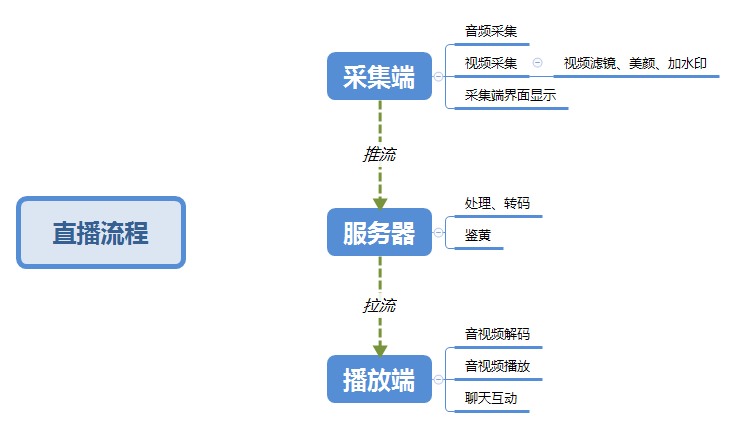 直播流程
采集端
音频采集
视频采集
视频滤镜、美颜、加水印
采集端界面显示
推流
服务器
处理、转码
鉴黄
拉流
播放端
音视频解码
音视频播放
聊天互动